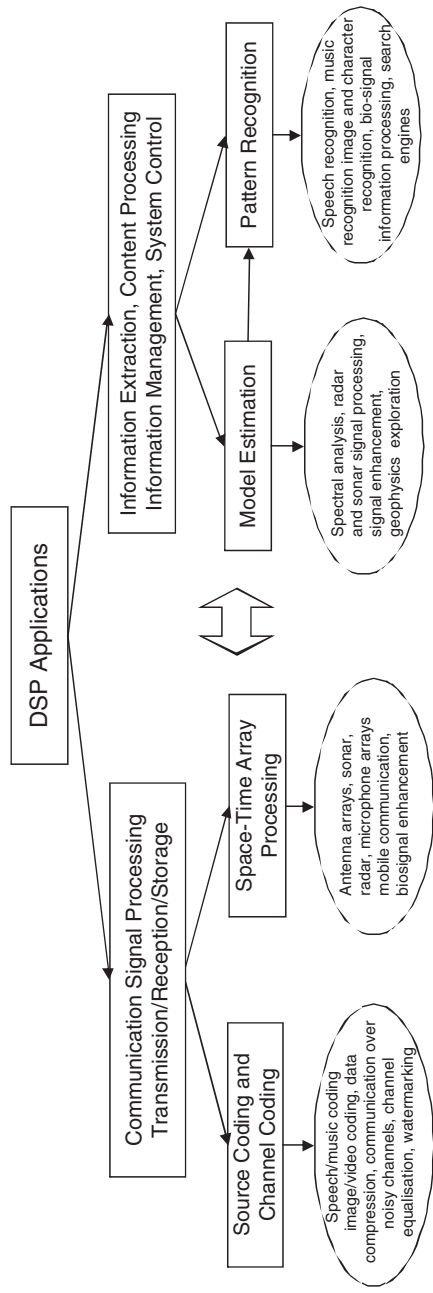 DSP Applications
Communication Signal Processing
Transmission/Reception/Storage
Information Extraction, Content Processing
Information Management, System Control
Source Coding and
Channel Coding
Space-Time Array
Processing
Model Estimation
Pattern Recognition
Speech/music coding
image/video coding, data
compression, communication over
noisy channels, channel
equalisation, watermarking
Antenna arrays, sonar,
radar, microphone arrays
mobile communication,
biosignal enhancement
Spectral analysis, radar
and sonar signal processing,
signal enhancement,
geophysics exploration
Speech recognition, music
recognition image and character
recognition, bio-signal
information processing, search
engines